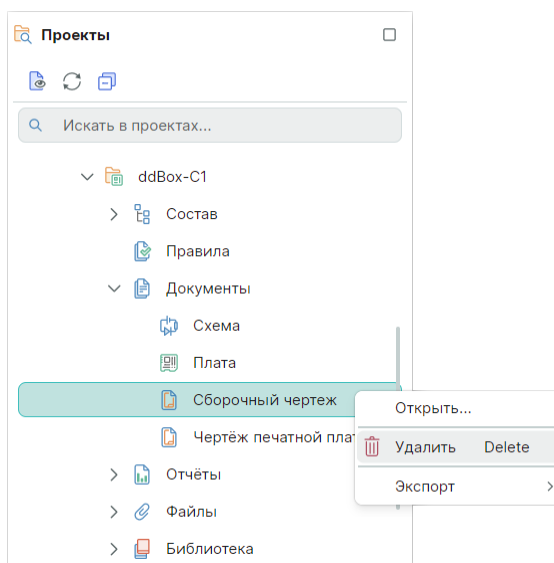 Проекты
Искать в проектах...
ddBox-C1
Состав
Правила
Документы
Схема
Плата
Сборочный чертеж
Открыть...
Чертёж печатной плат
Удалить Delete
Отчёты
Экспорт
Файлы
Библиотека